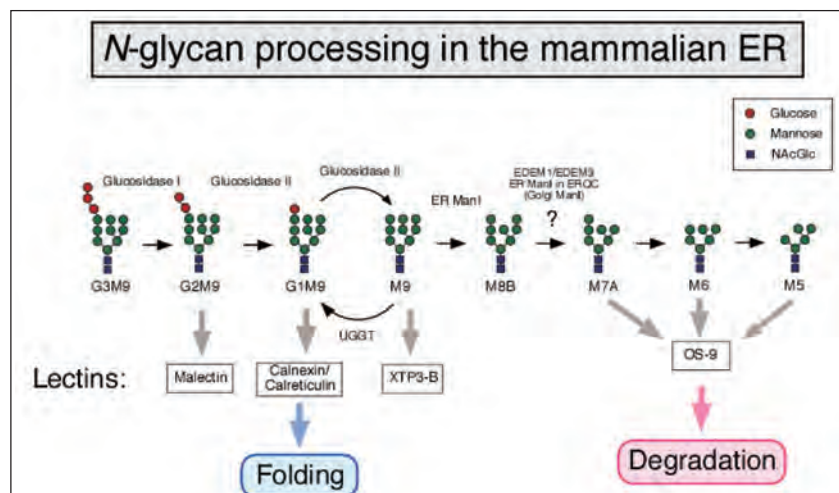 N-glycan processing in the mammalian ER
Glucose
Mannose
NAcGlc
Glucosidase I
Glucosidase II
Glucosidase II
ER ManI
EDEM1/EDEM3
ER ManI in ERQC
(Golgi ManI)
?
G3M9
G2M9
G1M9
M9
M8B
M7A
M6
M5
UGGT
Lectins:
Malectin
Calnexin/
Calreticulin
XTP3-B
OS-9
Folding
Degradation